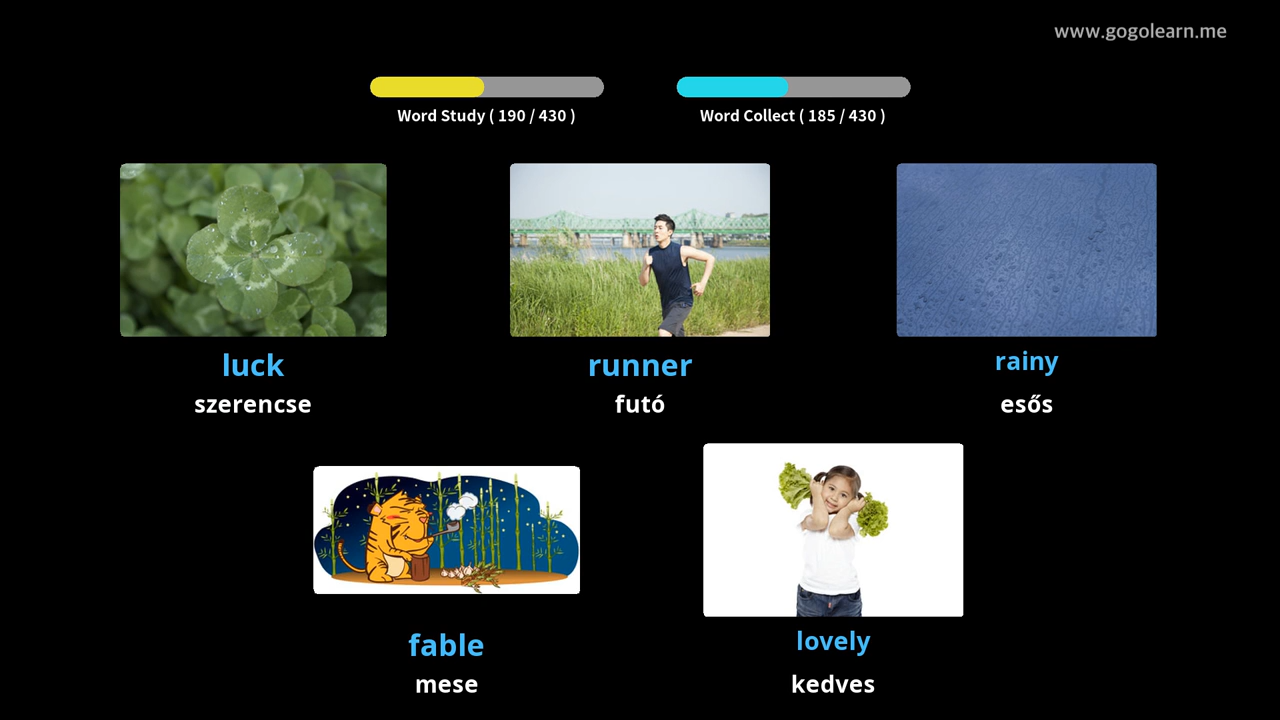 www.gogolearn.me
Word Study ( 190 / 430 )
Word Collect ( 185 / 430 )
luck
runner
rainy
szerencse
futó
esős
fable
lovely
mese
kedves